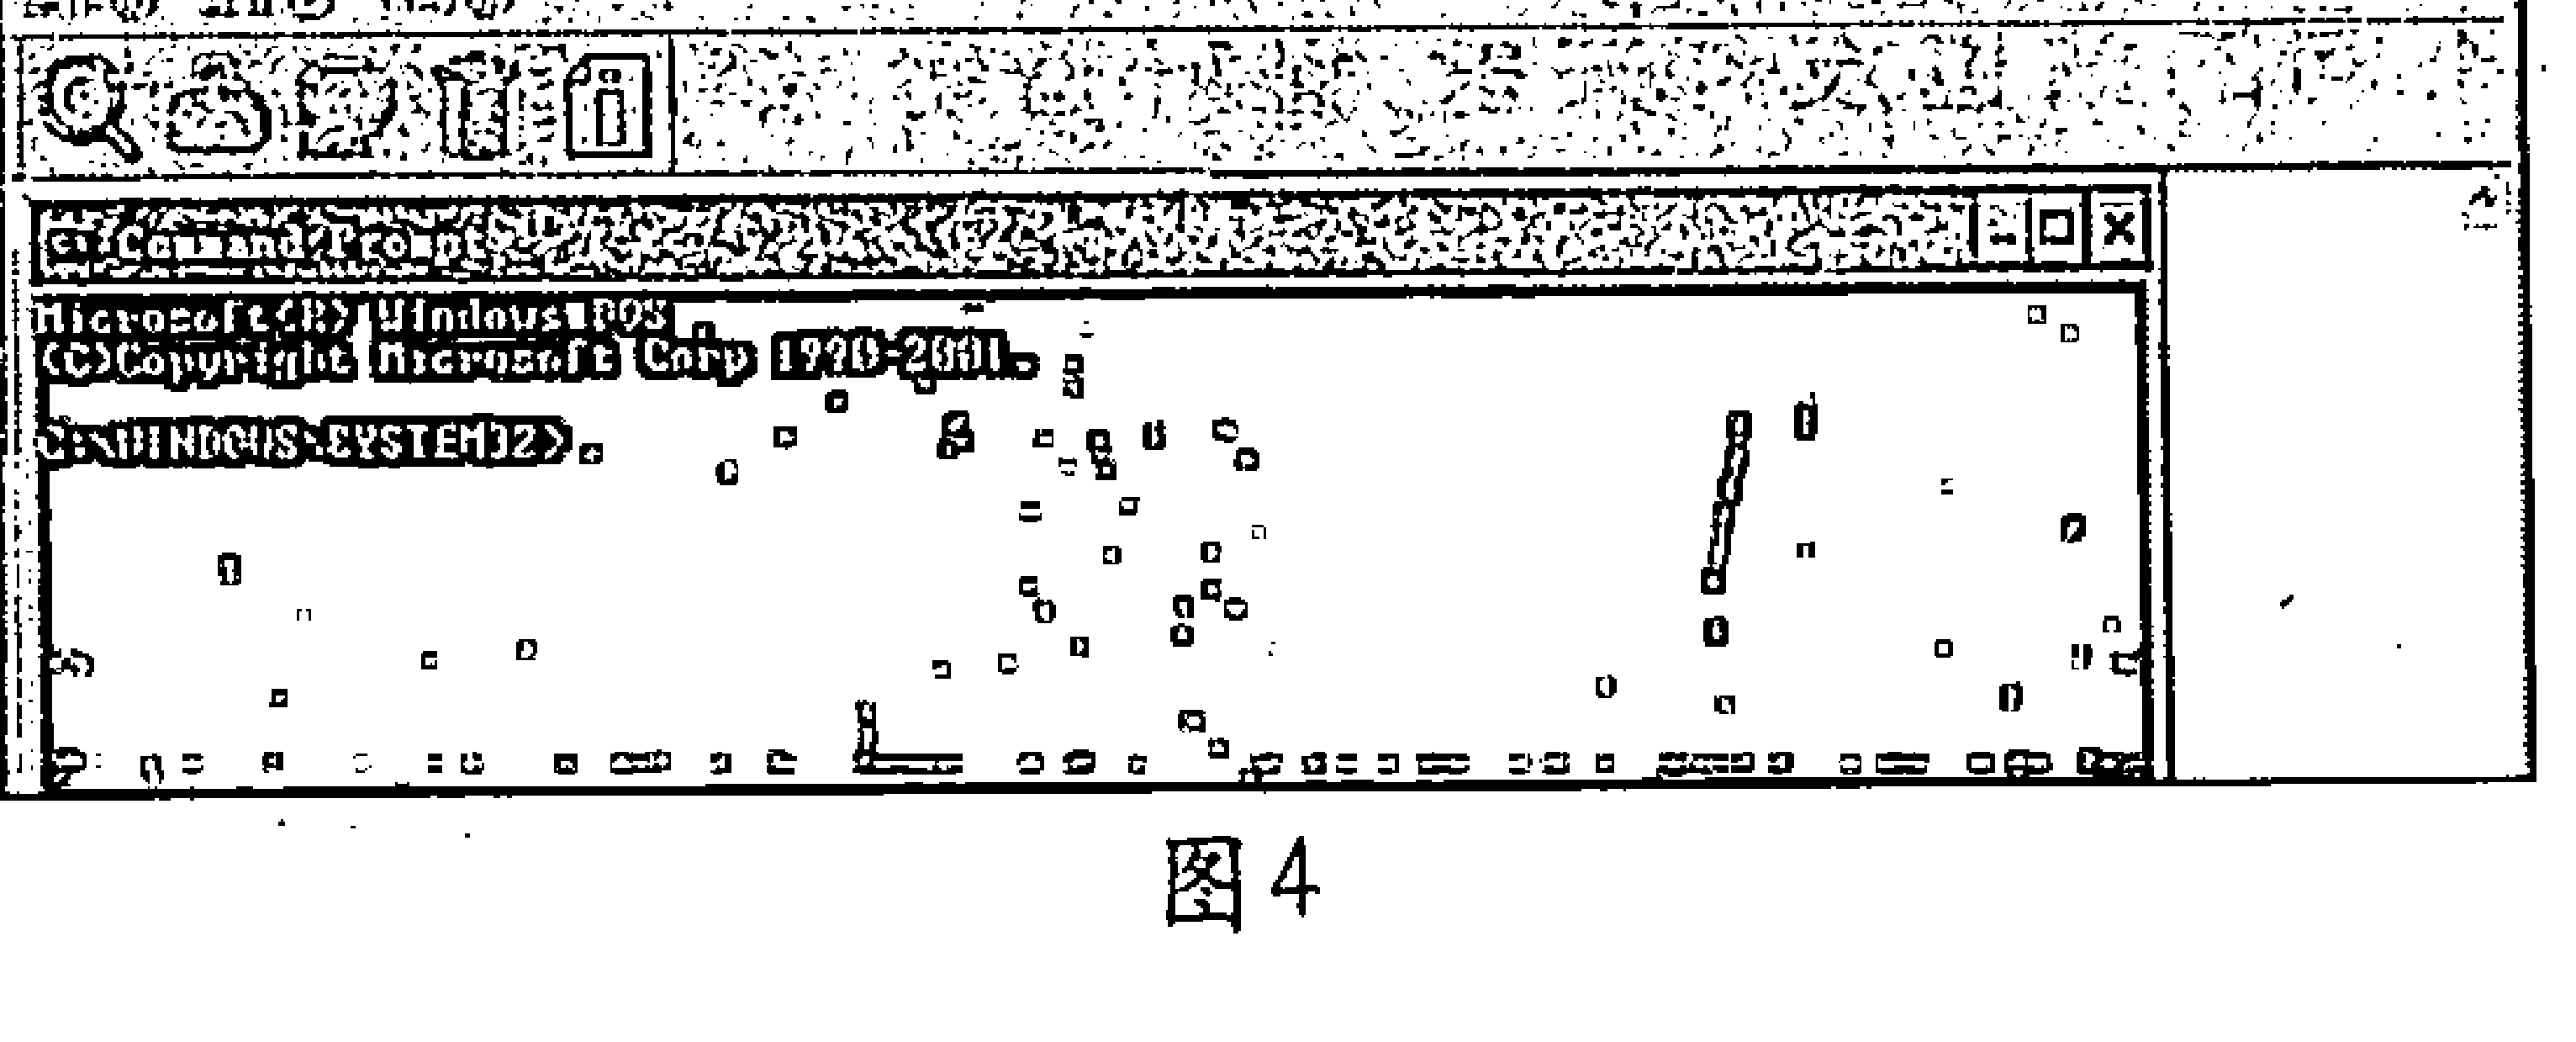 Command Prompt
Microsoft(R) Windows DOS
(C)Copyright Microsoft Corp 1990-2001.
C:\WINDOWS\SYSTEM32>
图4